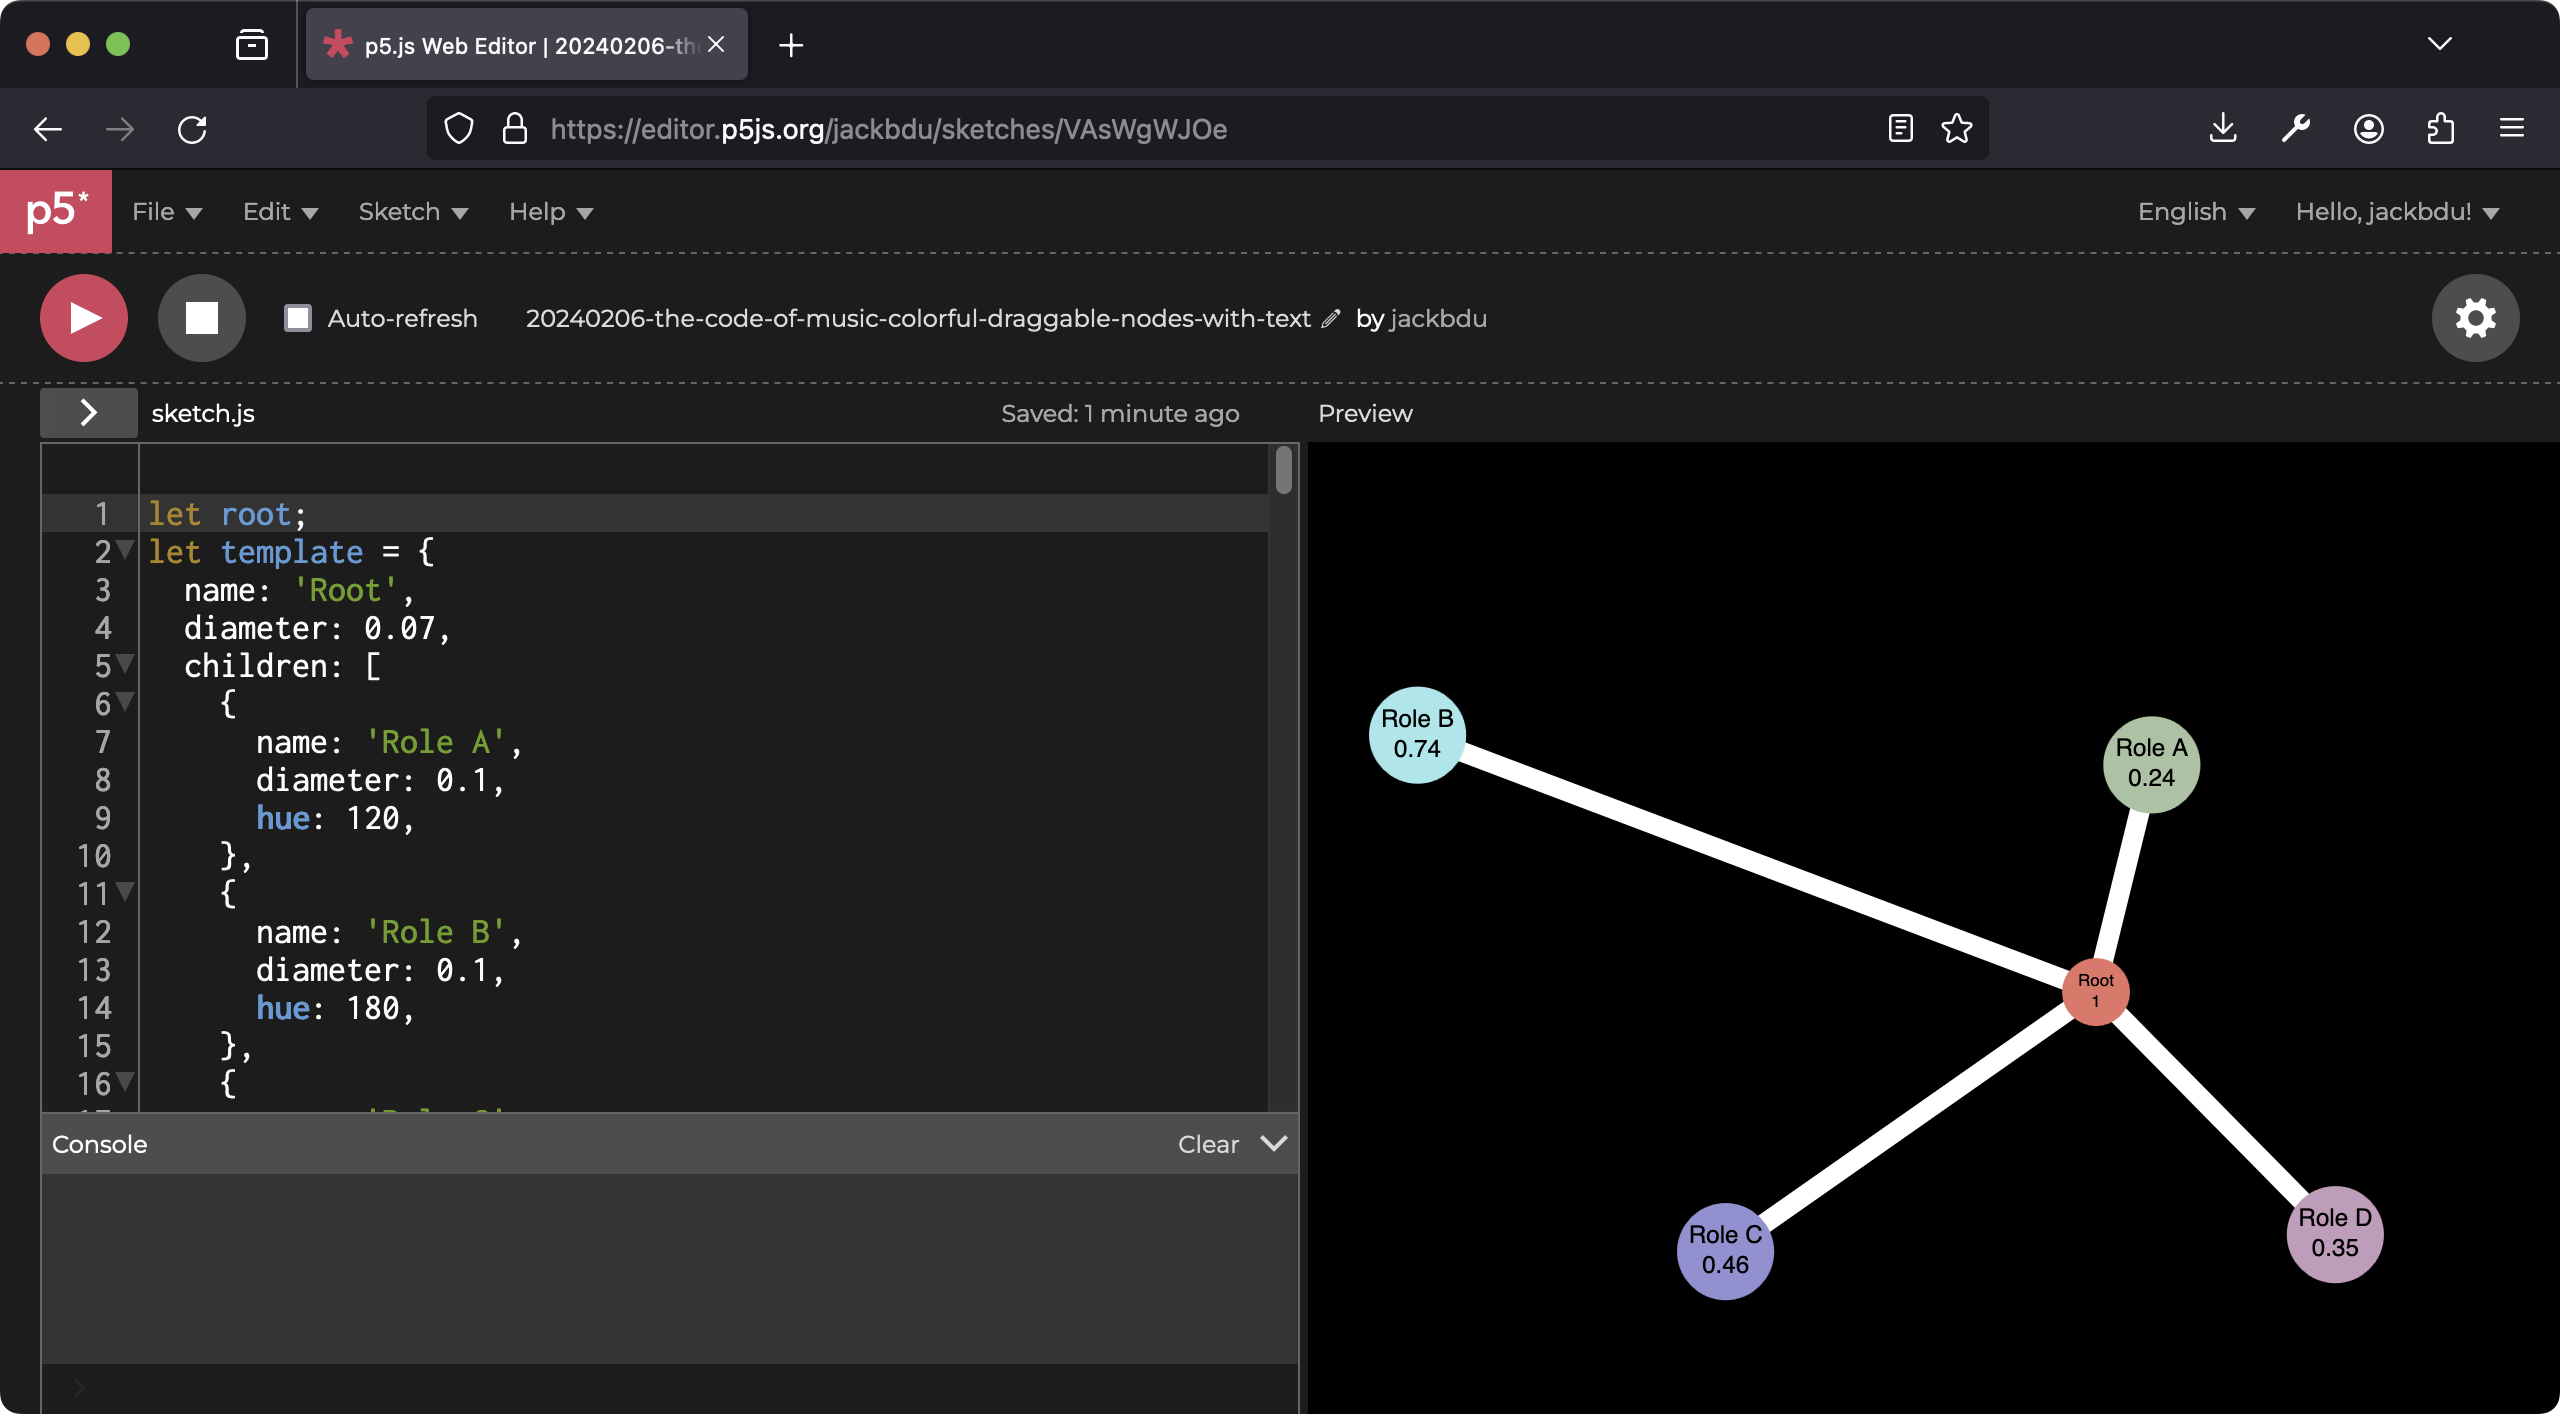 p5.js Web Editor | 20240206-the
https://editor.p5js.org/jackbdu/sketches/VAsWgWJOe
p5* File Edit Sketch Help English Hello, jackbdu!
Auto-refresh 20240206-the-code-of-music-colorful-draggable-nodes-with-text by jackbdu
sketch.js Saved: 1 minute ago Preview
1 let root;
2 let template = {
3 name: 'Root',
4 diameter: 0.07,
5 children: [
6 {
7 name: 'Role A',
8 diameter: 0.1,
9 hue: 120,
10 },
11 {
12 name: 'Role B',
13 diameter: 0.1,
14 hue: 180,
15 },
16 {
Console Clear
>
Role B
0.74
Role A
0.24
Root
1
Role C
0.46
Role D
0.35